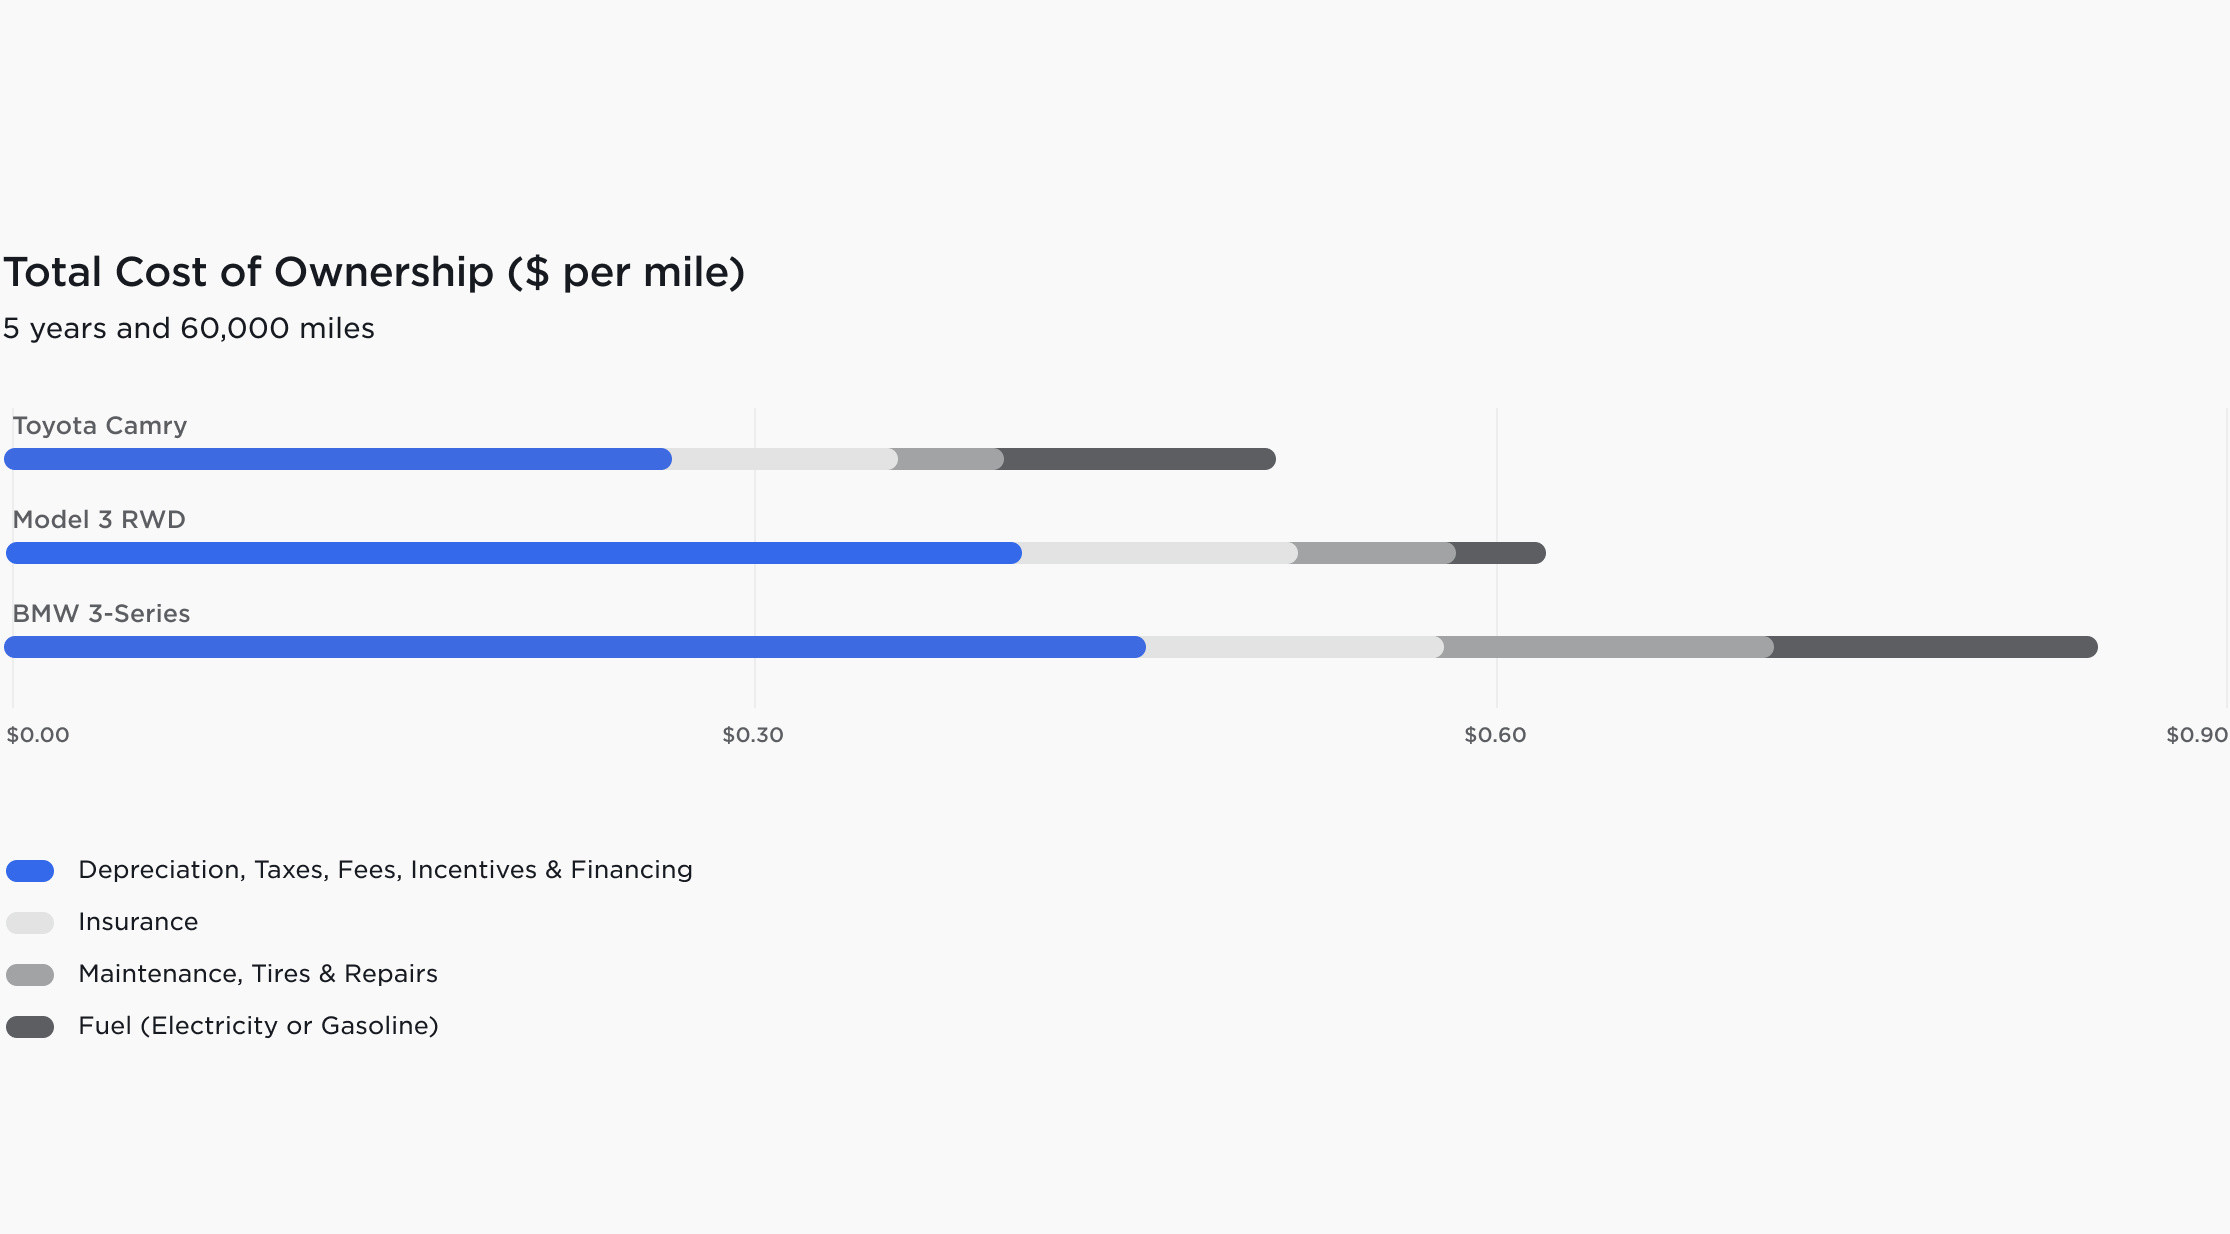 Total Cost of Ownership ($ per mile)
5 years and 60,000 miles
Toyota Camry
Model 3 RWD
BMW 3-Series
$0.00 $0.30 $0.60 $0.90
Depreciation, Taxes, Fees, Incentives & Financing
Insurance
Maintenance, Tires & Repairs
Fuel (Electricity or Gasoline)